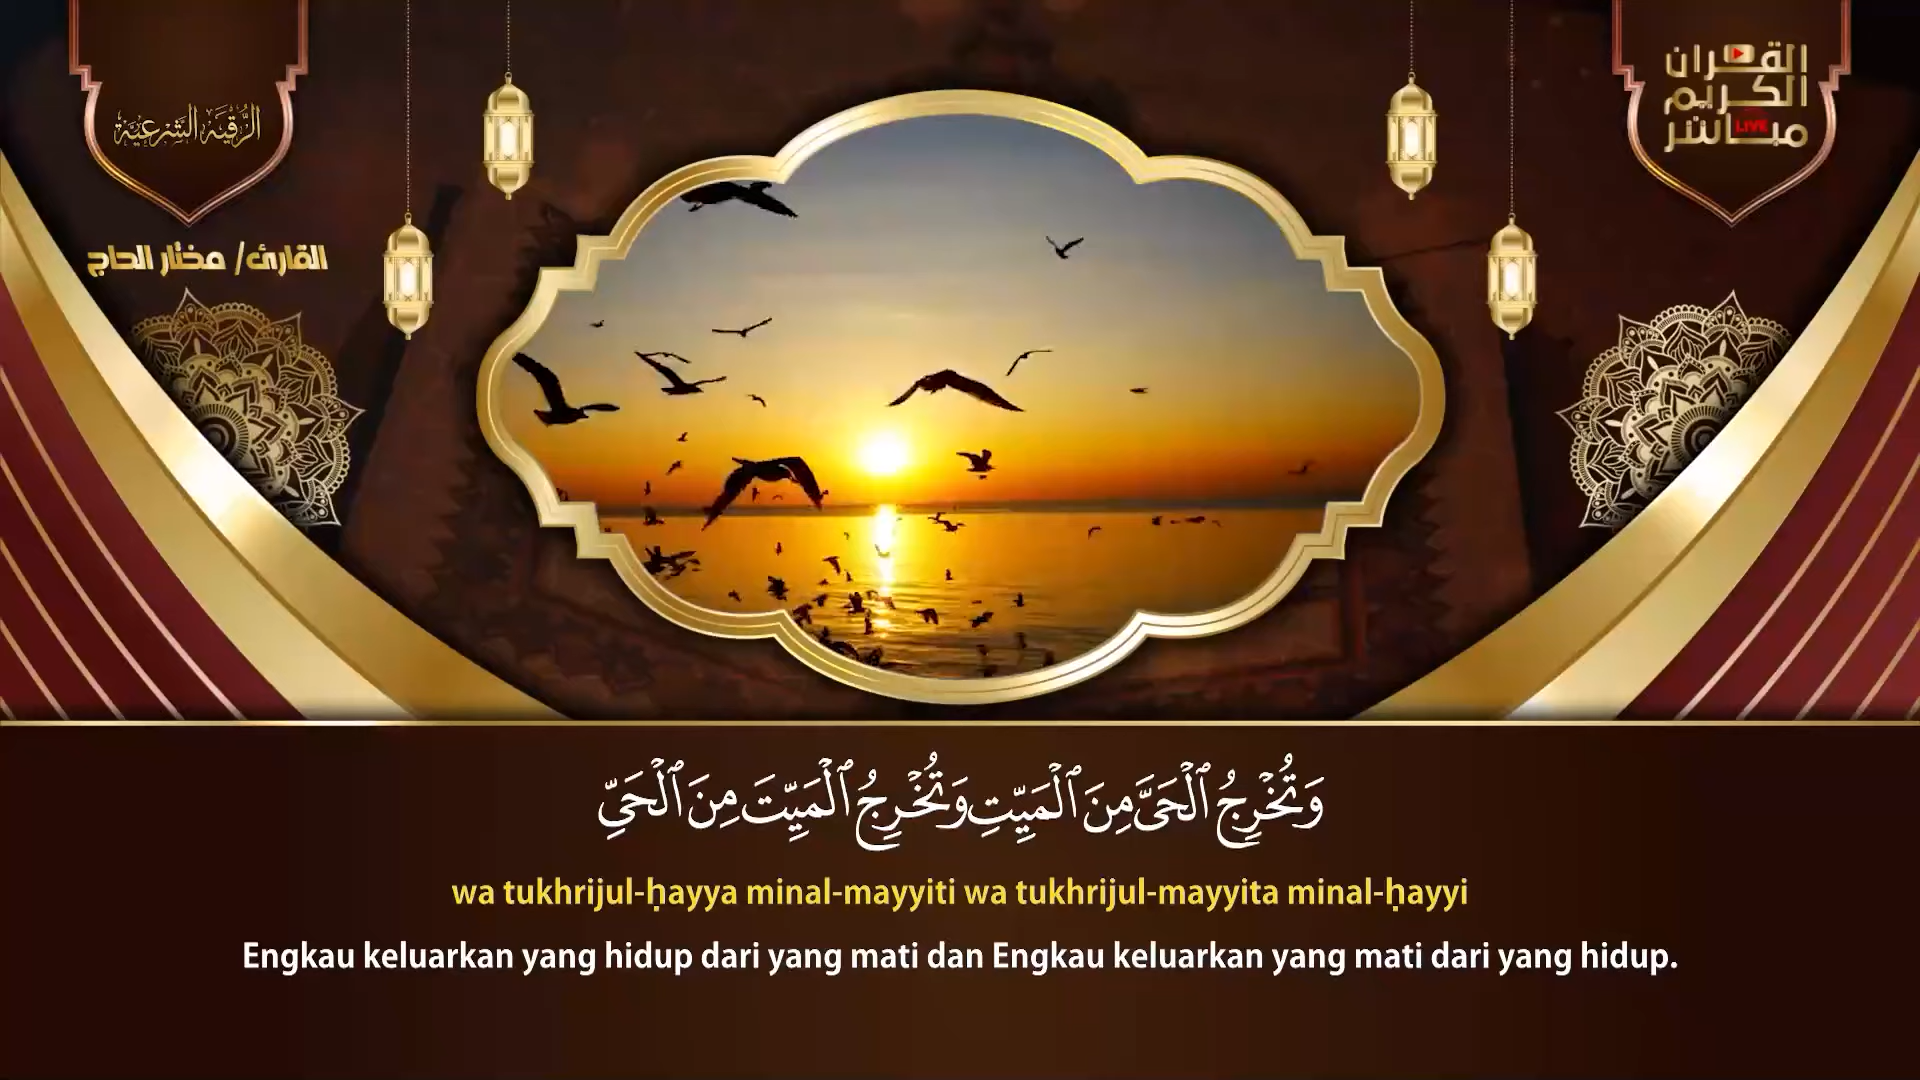 الرُّقْيَة الشَّرْعِيَّة
القرآن
الكريم
مباشر
LIVE
القارئ/ مختار الحاج
وَتُخْرِجُ ٱلْحَيَّ مِنَ ٱلْمَيِّتِ وَتُخْرِجُ ٱلْمَيِّتَ مِنَ ٱلْحَيِّ
wa tukhrijul-ḥayya minal-mayyiti wa tukhrijul-mayyita minal-ḥayyi
Engkau keluarkan yang hidup dari yang mati dan Engkau keluarkan yang mati dari yang hidup.